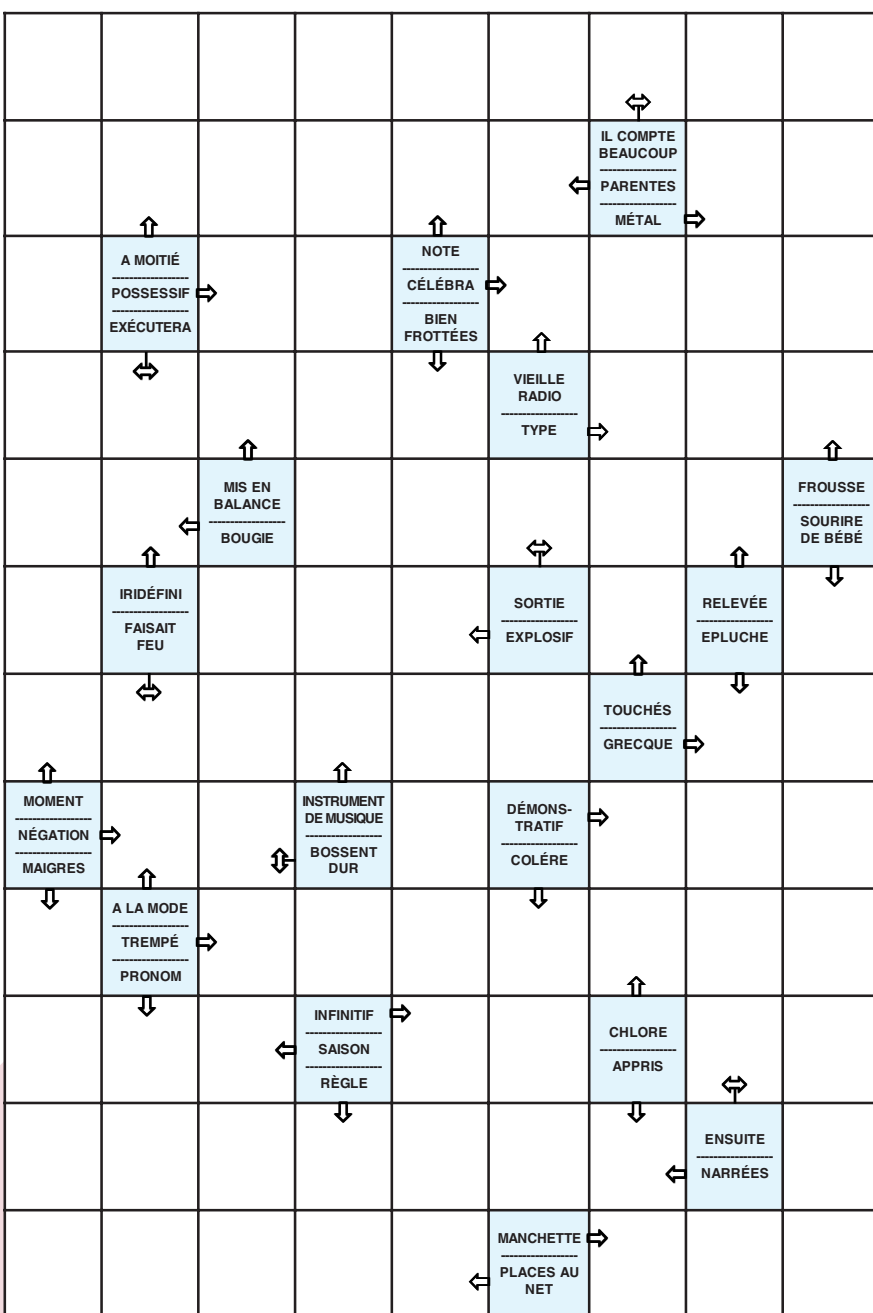 IL COMPTE
BEAUCOUP
PARENTES
MÉTAL
A MOITIÉ
POSSESSIF
EXÉCUTERA
NOTE
CÉLÉBRA
BIEN
FROTTÉES
VIEILLE
RADIO
TYPE
MIS EN
BALANCE
BOUGIE
FROUSSE
SOURIRE
DE BÉBÉ
IRIDÉFINI
FAISAIT
FEU
SORTIE
EXPLOSIF
RELEVÉE
EPLUCHE
TOUCHÉS
GRECQUE
MOMENT
NÉGATION
MAIGRES
INSTRUMENT
DE MUSIQUE
BOSSENT
DUR
DÉMONS-
TRATIF
COLÉRE
A LA MODE
TREMPÉ
PRONOM
INFINITIF
SAISON
RÈGLE
CHLORE
APPRIS
ENSUITE
NARRÉES
MANCHETTE
PLACES AU
NET